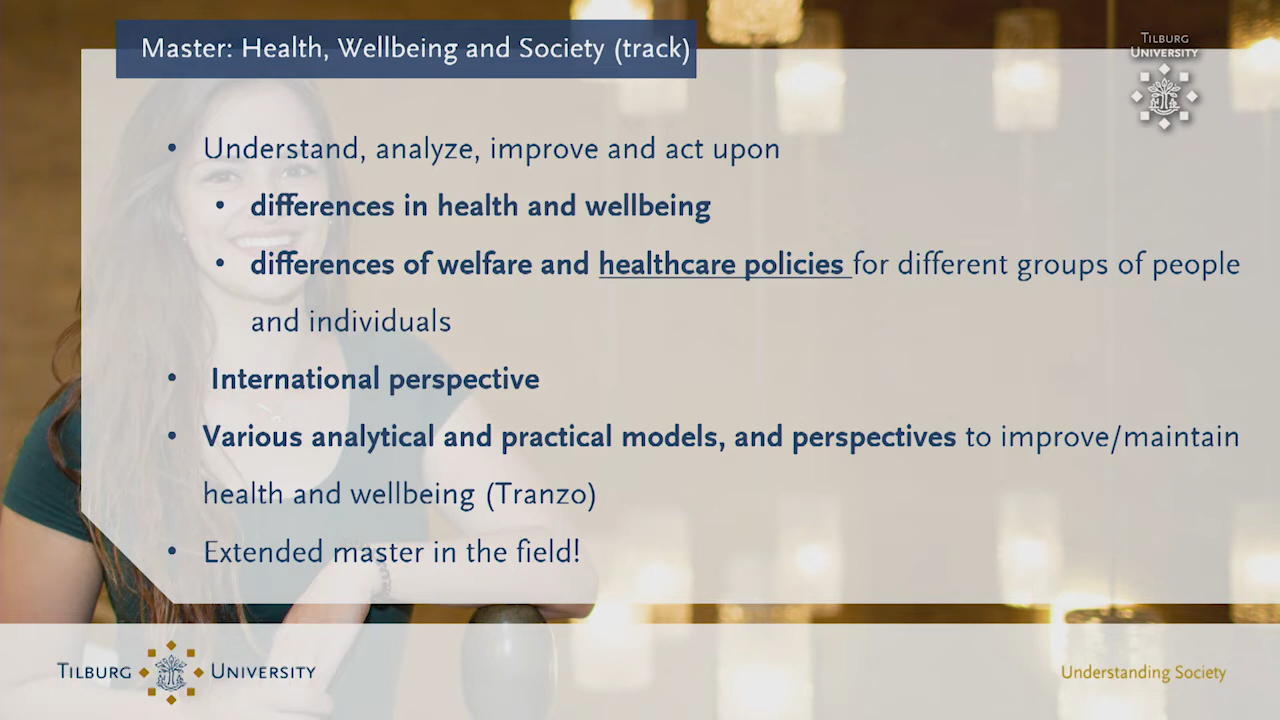 Master: Health, Wellbeing and Society (track)
TILBURG
UNIVERSITY
• Understand, analyze, improve and act upon
• differences in health and wellbeing
• differences of welfare and healthcare policies for different groups of people
and individuals
• International perspective
• Various analytical and practical models, and perspectives to improve/maintain
health and wellbeing (Tranzo)
• Extended master in the field!
TILBURG UNIVERSITY
Understanding Society